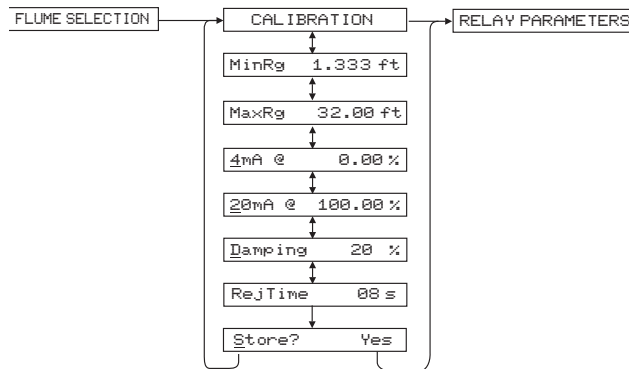 FLUME SELECTION
CALIBRATION
RELAY PARAMETERS
MinRg 1.333 ft
MaxRg 32.00 ft
4mA @ 0.00 %
20mA @ 100.00 %
Damping 20 %
RejTime 08 s
Store? Yes